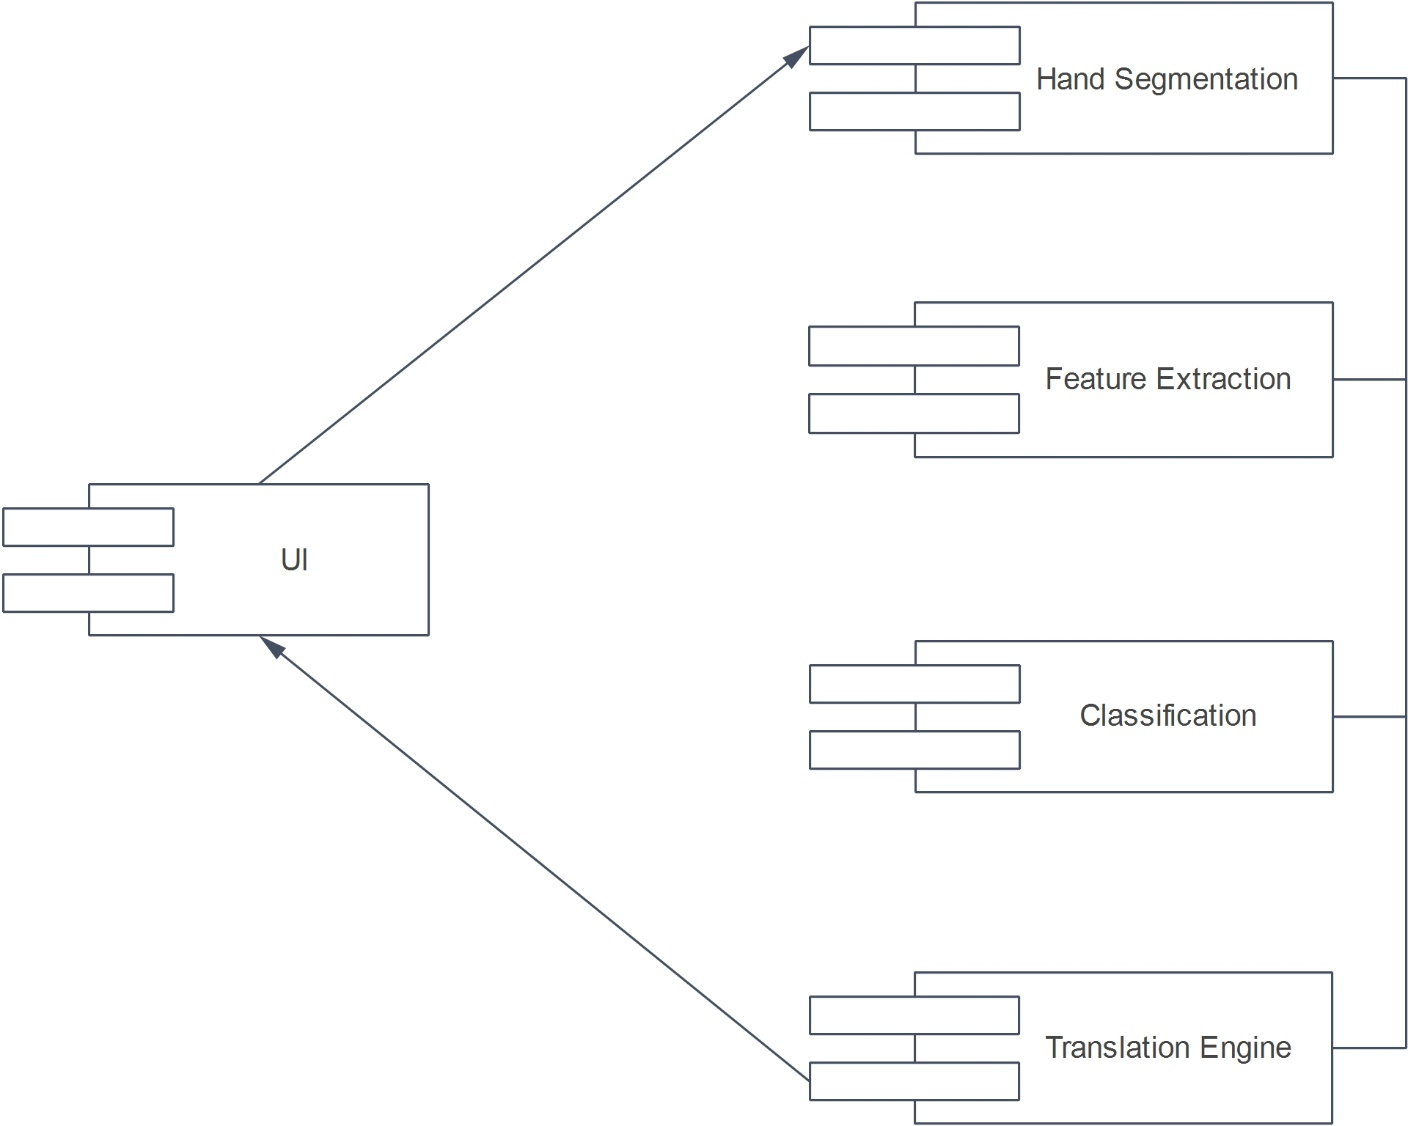 Hand Segmentation
Feature Extraction
UI
Classification
Translation Engine